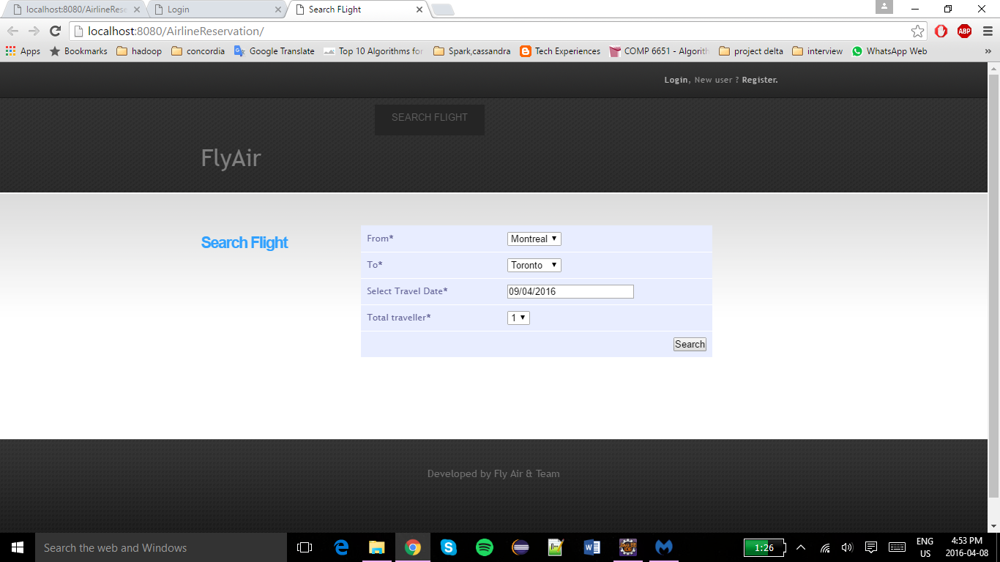 localhost:8080/AirlineRese
Login
Search FLight
localhost:8080/AirlineReservation/
ABP
Apps Bookmarks hadoop concordia Google Translate Top 10 Algorithms for Spark,cassandra Tech Experiences COMP 6651 - Algorith project delta interview WhatsApp Web »
Login, New user ? Register.
SEARCH FLIGHT
FlyAir
Search Flight
From* Montreal
To* Toronto
Select Travel Date* 09/04/2016
Total traveller* 1
Search
Developed by Fly Air & Team
Search the web and Windows
1:26
ENG
US
4:53 PM
2016-04-08